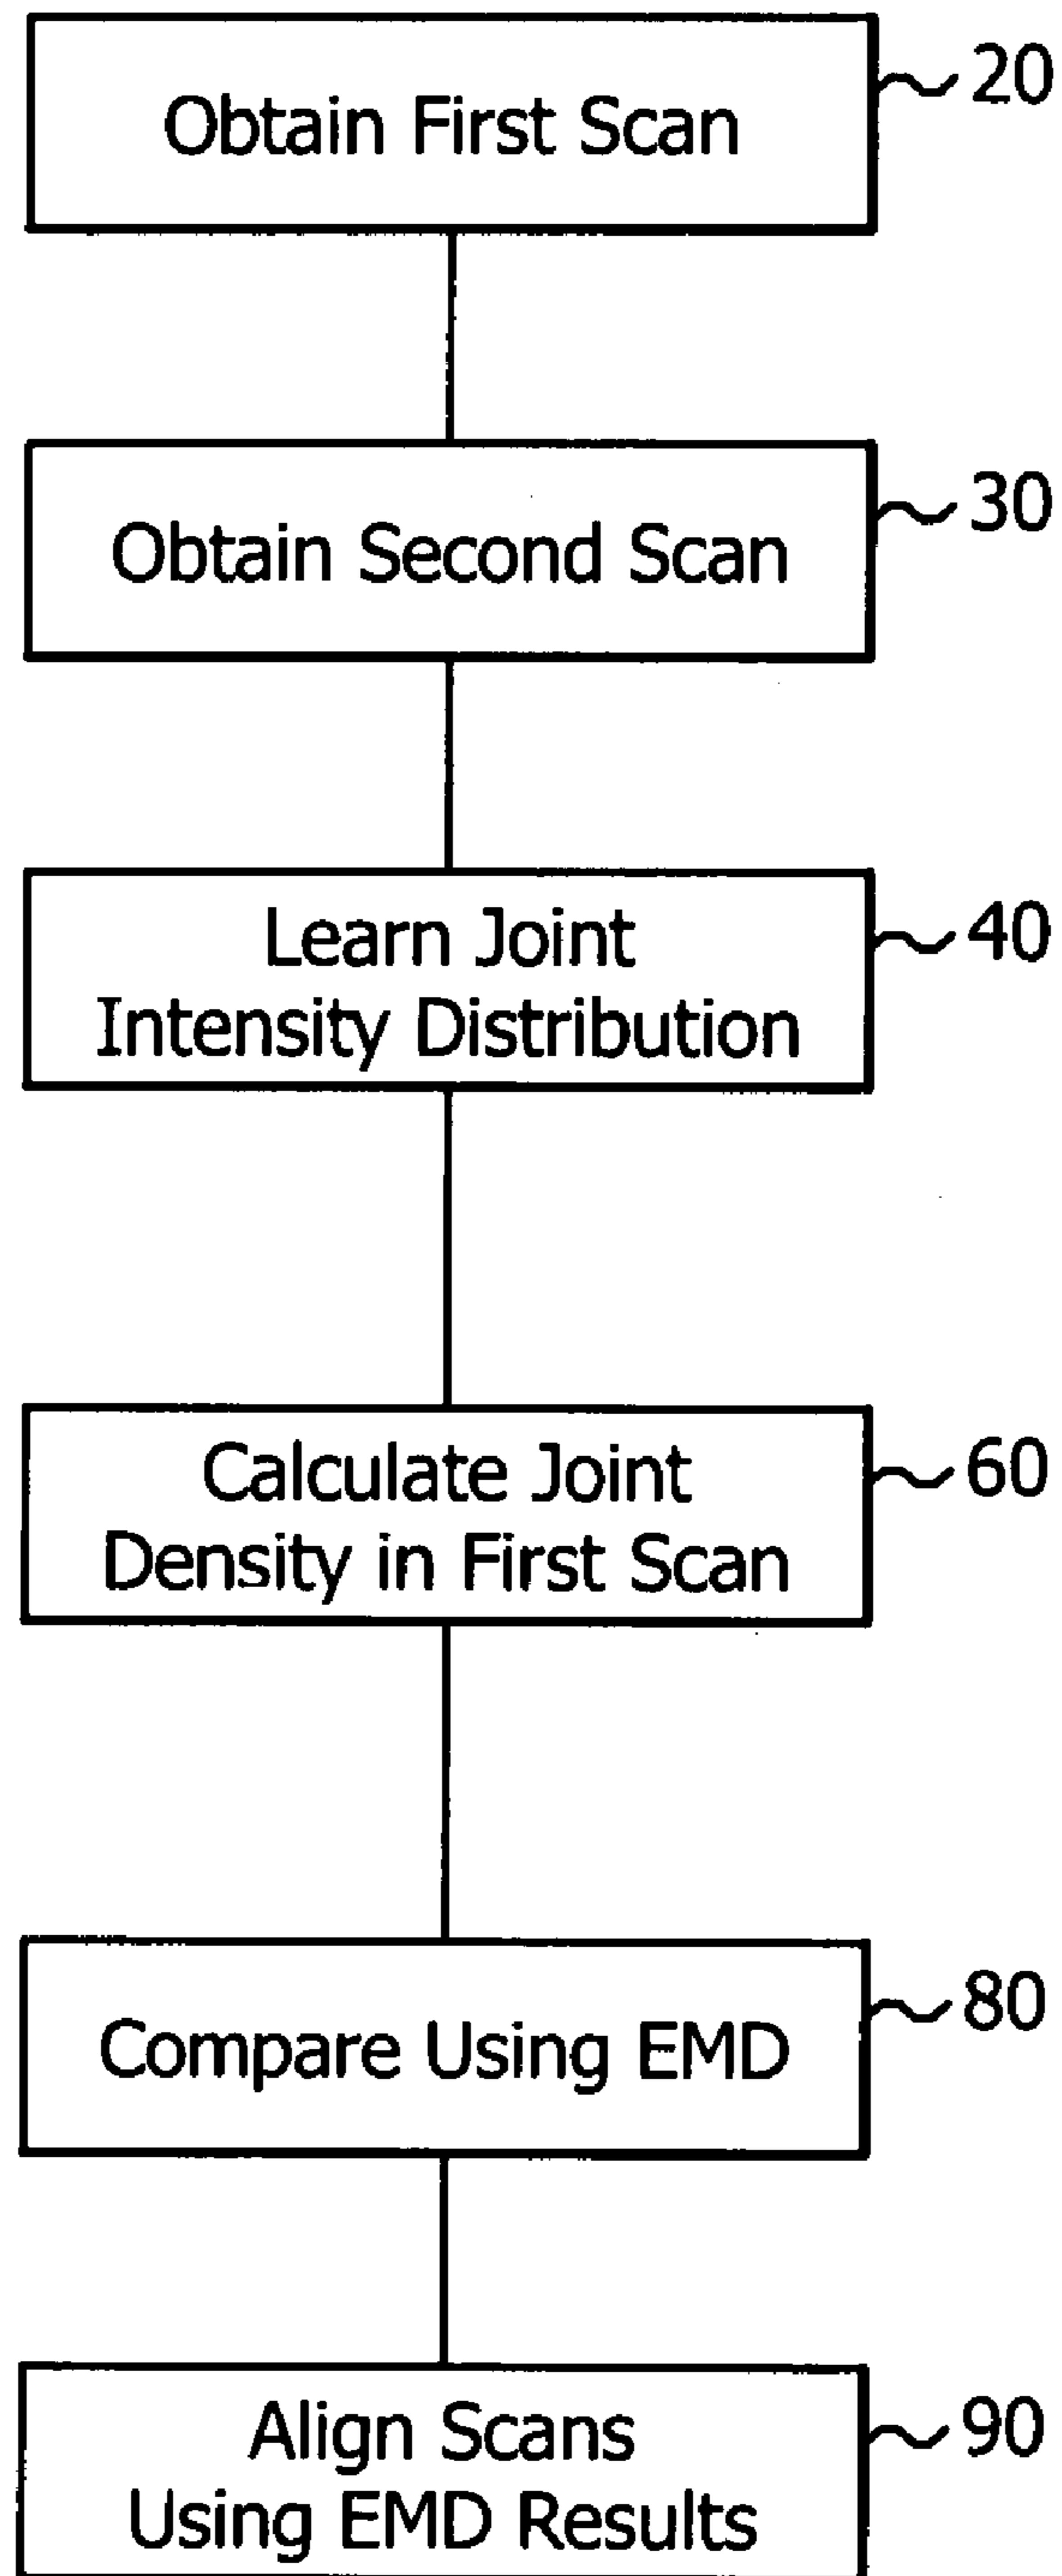 Obtain First Scan
20
Obtain Second Scan
30
Learn Joint
Intensity Distribution
40
Calculate Joint
Density in First Scan
60
Compare Using EMD
80
Align Scans
Using EMD Results
90